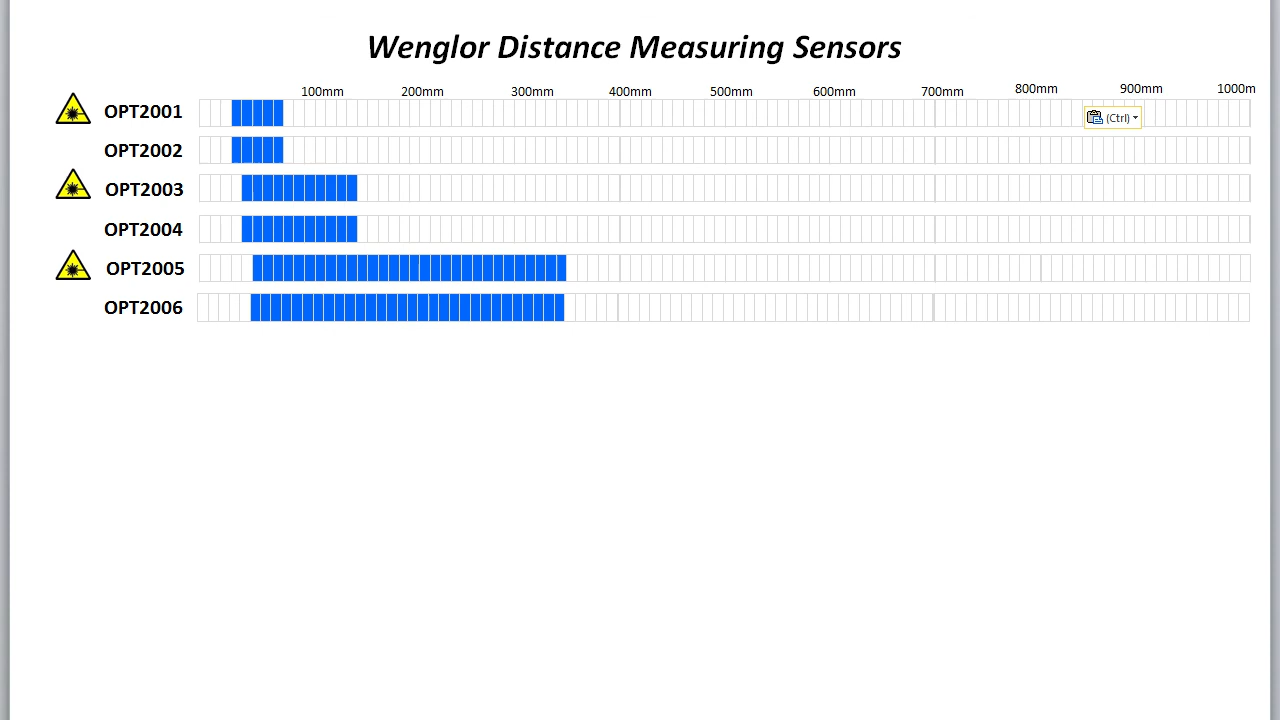 Wenglor Distance Measuring Sensors
100mm 200mm 300mm 400mm 500mm 600mm 700mm 800mm 900mm 1000m
OPT2001
(Ctrl)
OPT2002
OPT2003
OPT2004
OPT2005
OPT2006